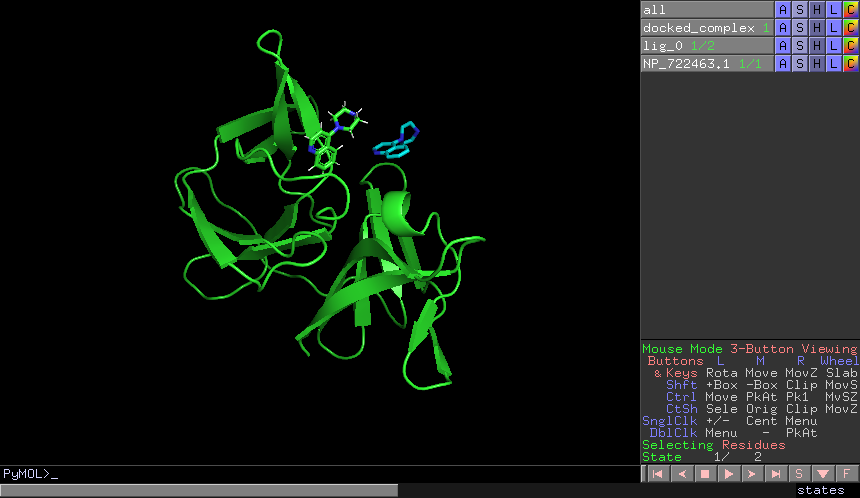 all A S H L C
docked_complex 1 A S H L C
lig_0 1/2 A S H L C
NP_722463.1 1/1 A S H L C
Mouse Mode 3-Button Viewing
Buttons L M R Wheel
& Keys Rota Move MovZ Slab
Shft +Box -Box Clip MovS
Ctrl Move PkAt Pk1 MvSZ
CtSh Sele Orig Clip MovZ
SnglClk +/- Cent Menu
DblClk Menu - PkAt
Selecting Residues
State 1/ 2
PyMOL>_
S F
states